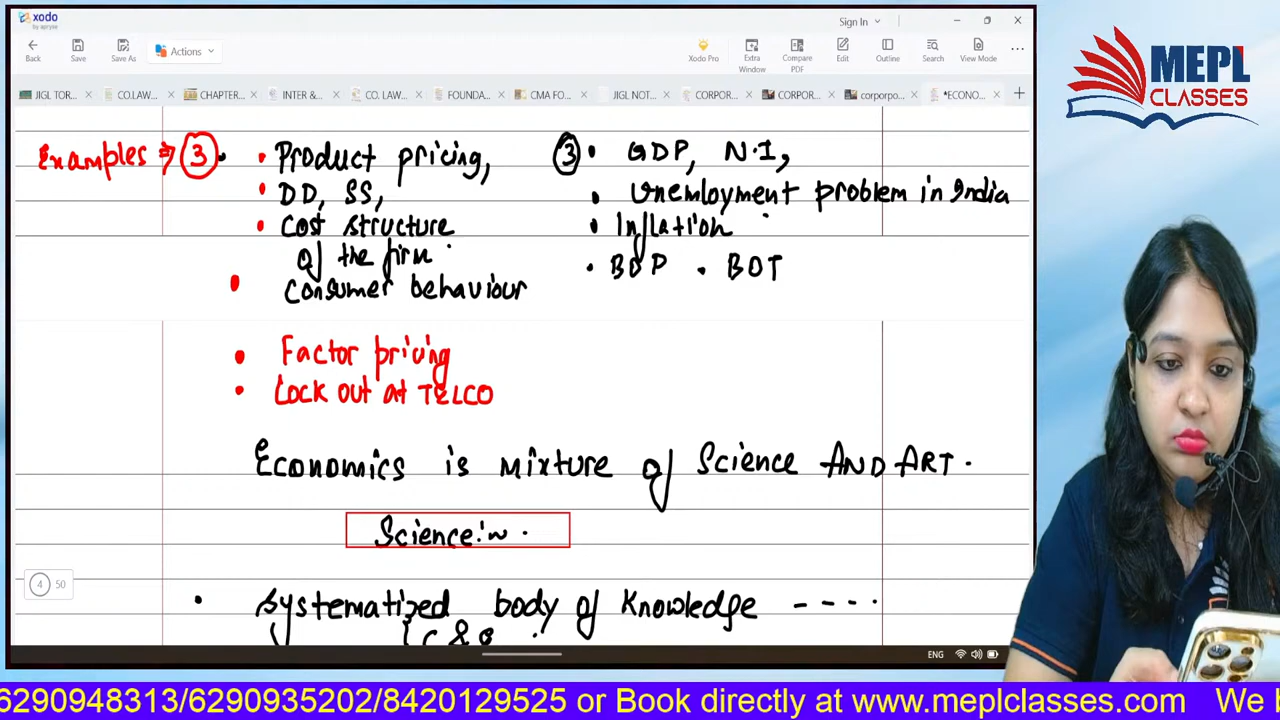 xodo
by apryse
Sign In
Back
Save
Save As
Actions
Xodo Pro
Extra Window
Compare PDF
Edit
Outline
Search
View Mode
JIGL TOR...
CO.LAW...
CHAPTER...
INTER &...
CO.LAW...
FOUNDA...
CMA FO...
JIGL NOT...
CORPOR...
CORPOR...
corporpo...
*ECONO...
MEPL
CLASSES
Examples ⇒ 3
• Product pricing,
• DD, SS,
• Cost structure
of the firm
• Consumer behaviour
• Factor pricing
• Lock out at TELCO
3 • GDP, N.I,
• Unemployment problem in India
• Inflation
• BOP • BOT
Economics is mixture of Science AND ART.
Science:~
• Systematized body of Knowledge ----
C & E
4 50
ENG
6290948313/6290935202/8420129525 or Book directly at www.meplclasses.com We b